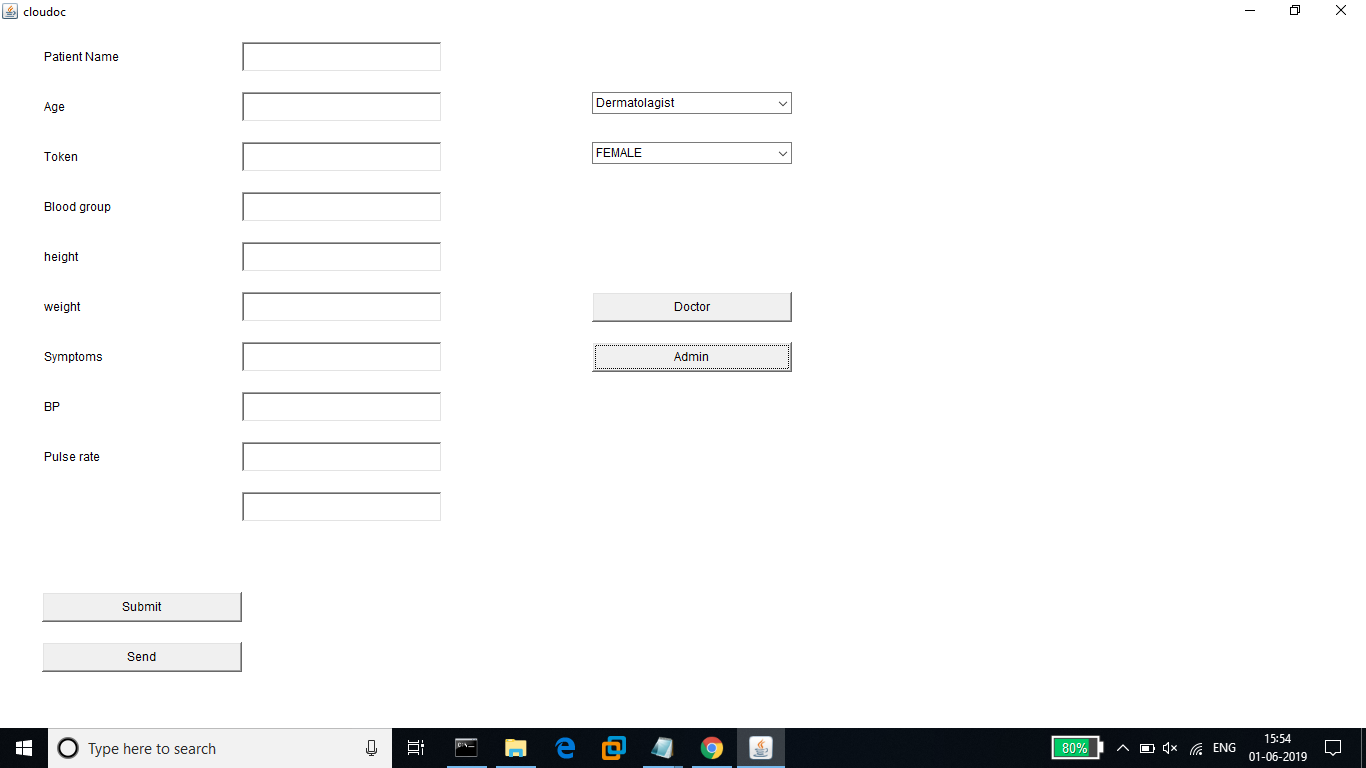 cloudoc
Patient Name
Age
Dermatolagist
Token
FEMALE
Blood group
height
weight
Doctor
Symptoms
Admin
BP
Pulse rate
Submit
Send
Type here to search
80%
ENG
15:54
01-06-2019